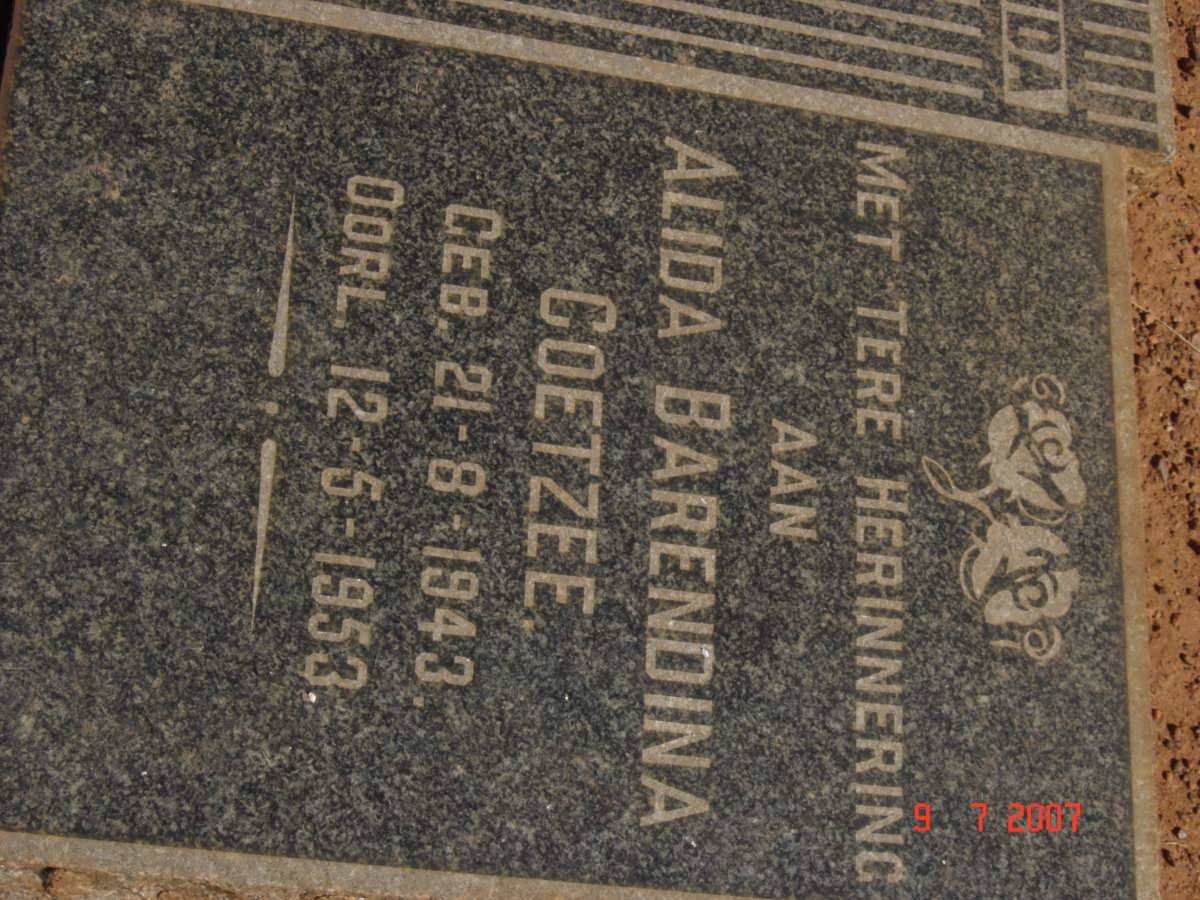 MET TERE HERINNERING
AAN
ALIDA BARENDINA
COETZEE.
GEB. 21-8-1943.
OORL. 12-5-1953.
9 7 2007